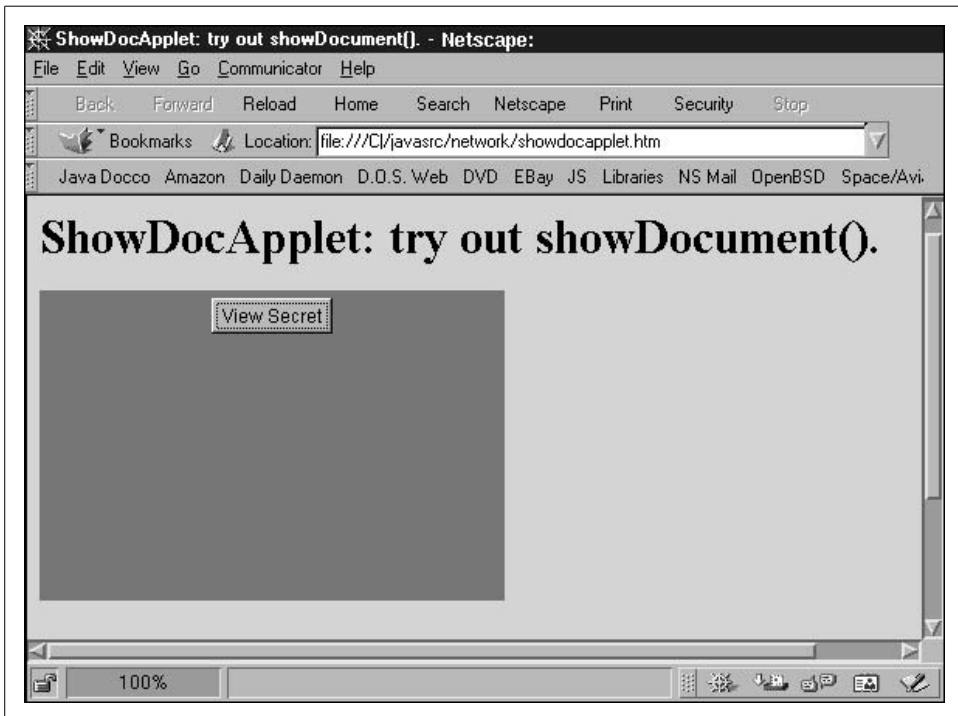 ShowDocApplet: try out showDocument(). - Netscape:
File Edit View Go Communicator Help
Back Forward Reload Home Search Netscape Print Security Stop
Bookmarks Location: file:///C|/javasrc/network/showdocapplet.htm
Java Docco Amazon Daily Daemon D.O.S. Web DVD EBay JS Libraries NS Mail OpenBSD Space/Avi
ShowDocApplet: try out showDocument().
View Secret
100%